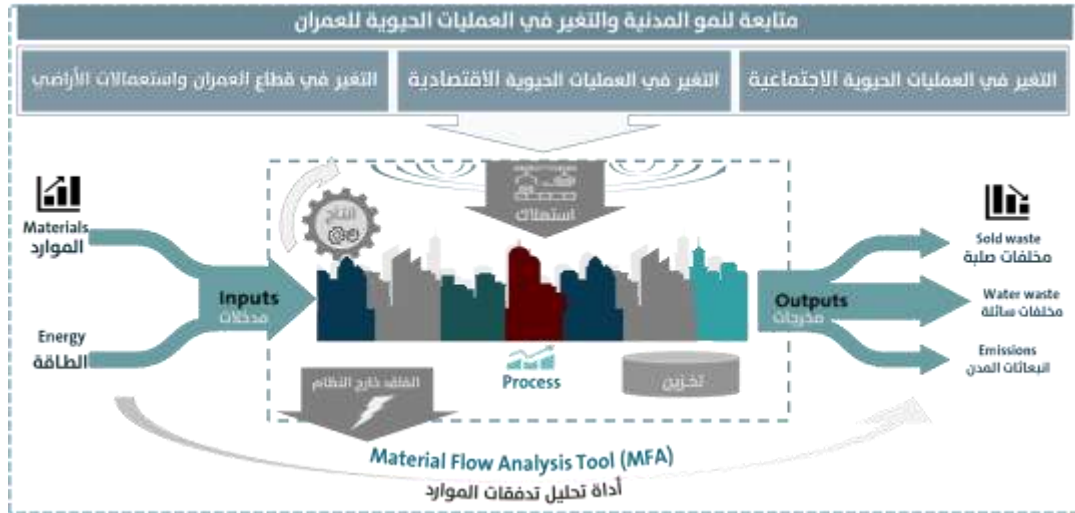 متابعة لنمو المدنية والتغير في العمليات الحيوية للعمران
التغير في العمليات الحيوية الاجتماعية
التغير في العمليات الحيوية الاقتصادية
التغير في قطاع العمران واستعمالات الأراضي
استهلاك
انتاج
Materials
الموارد
Inputs
مدخلات
Energy
الطاقة
Sold waste
مخلفات صلبة
Outputs
مخرجات
Water waste
مخلفات سائلة
Emissions
انبعاثات المدن
Process
تخزين
الفاقد خارج النظام
Material Flow Analysis Tool (MFA)
أداة تحليل تدفقات الموارد